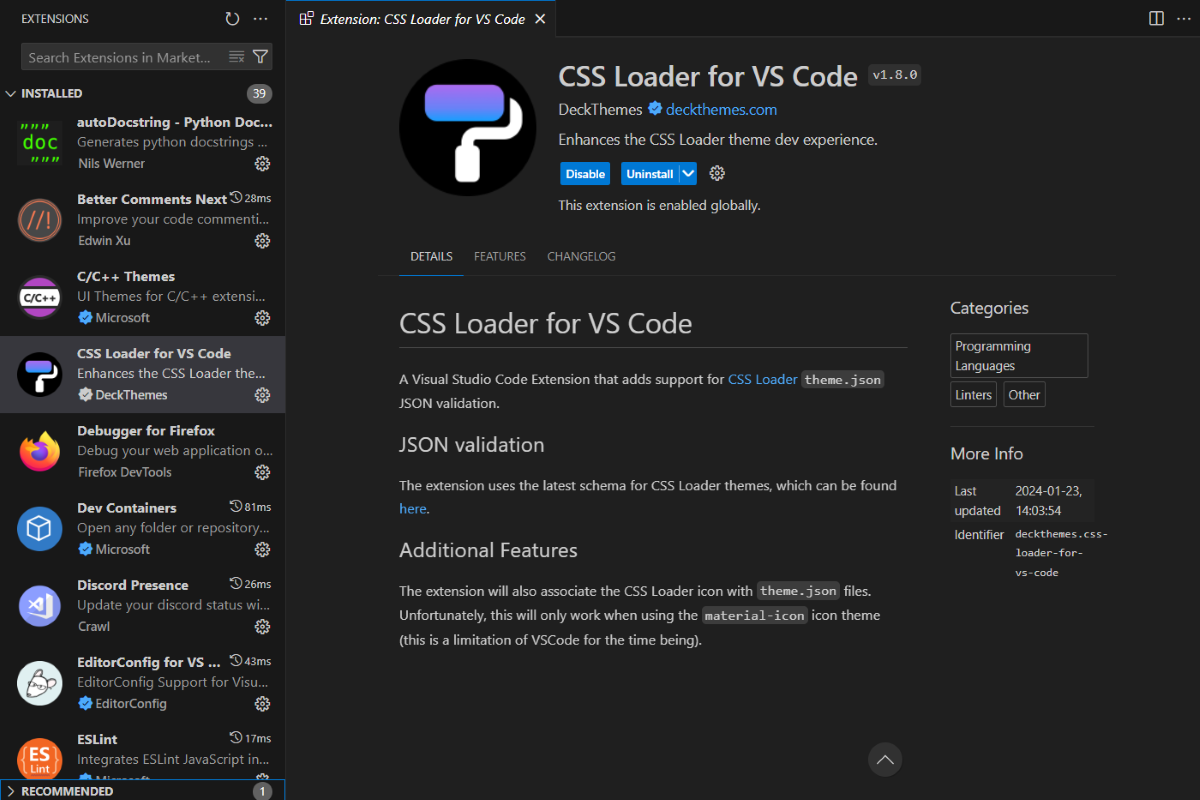 EXTENSIONS
Search Extensions in Market...
INSTALLED
39
"""
doc
"""
autoDocstring - Python Doc...
Generates python docstrings ...
Nils Werner
//!
Better Comments Next
28ms
Improve your code commenti...
Edwin Xu
C/C++
C/C++ Themes
UI Themes for C/C++ extensi...
Microsoft
CSS Loader for VS Code
Enhances the CSS Loader the...
DeckThemes
Debugger for Firefox
Debug your web application o...
Firefox DevTools
Dev Containers
81ms
Open any folder or repository...
Microsoft
Discord Presence
26ms
Update your discord status wi...
Crawl
EditorConfig for VS ...
43ms
EditorConfig Support for Visu...
EditorConfig
ES
Lint
ESLint
17ms
Integrates ESLint JavaScript in...
Microsoft
RECOMMENDED
1
Extension: CSS Loader for VS Code
CSS Loader for VS Code
v1.8.0
DeckThemes
deckthemes.com
Enhances the CSS Loader theme dev experience.
Disable
Uninstall
This extension is enabled globally.
DETAILS
FEATURES
CHANGELOG
CSS Loader for VS Code
A Visual Studio Code Extension that adds support for CSS Loader theme.json
JSON validation.
JSON validation
The extension uses the latest schema for CSS Loader themes, which can be found
here.
Additional Features
The extension will also associate the CSS Loader icon with theme.json files.
Unfortunately, this will only work when using the material-icon icon theme
(this is a limitation of VSCode for the time being).
Categories
Programming
Languages
Linters
Other
More Info
Last
updated
2024-01-23,
14:03:54
Identifier
deckthemes.css-
loader-for-
vs-code